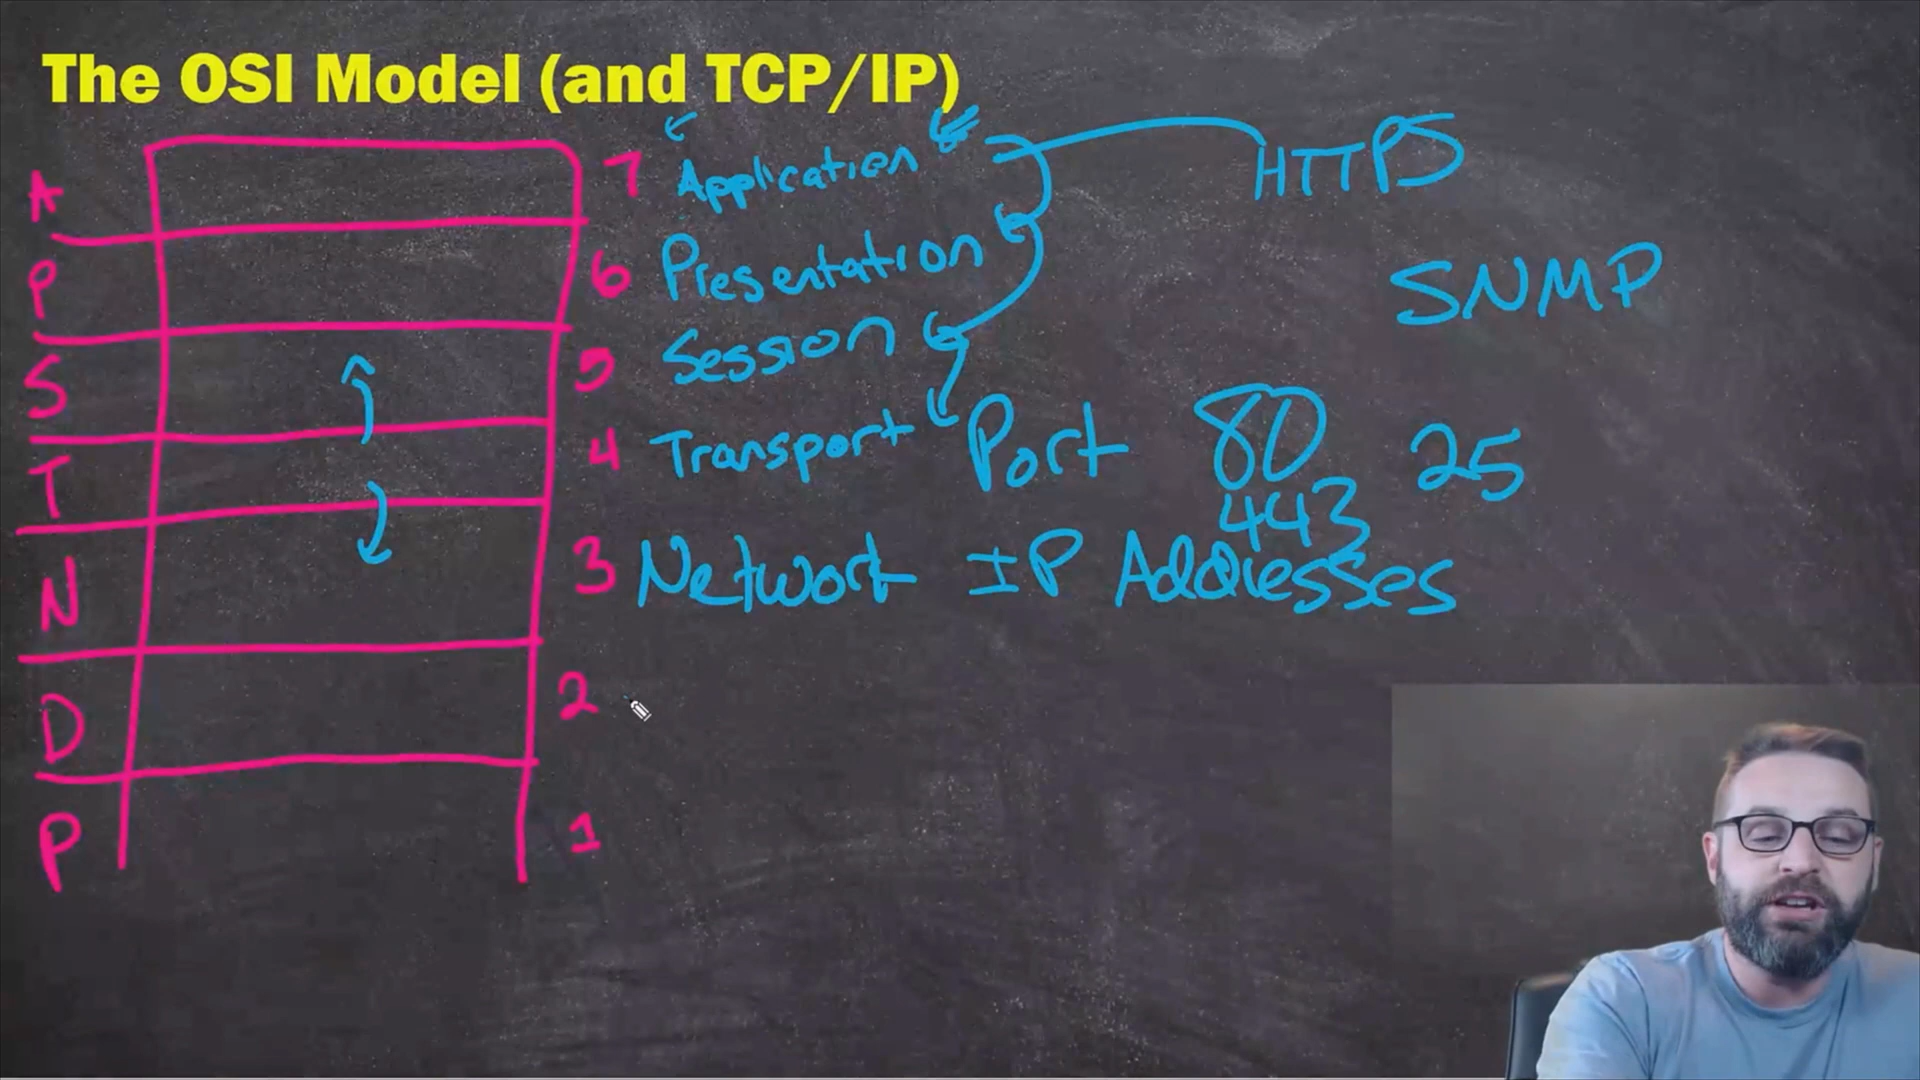 The OSI Model (and TCP/IP)
A 7 Application HTTPS
P 6 Presentation SNMP
S 5 Session
T 4 Transport Port 80 25
443
N 3 Network IP Addresses
D 2
P 1